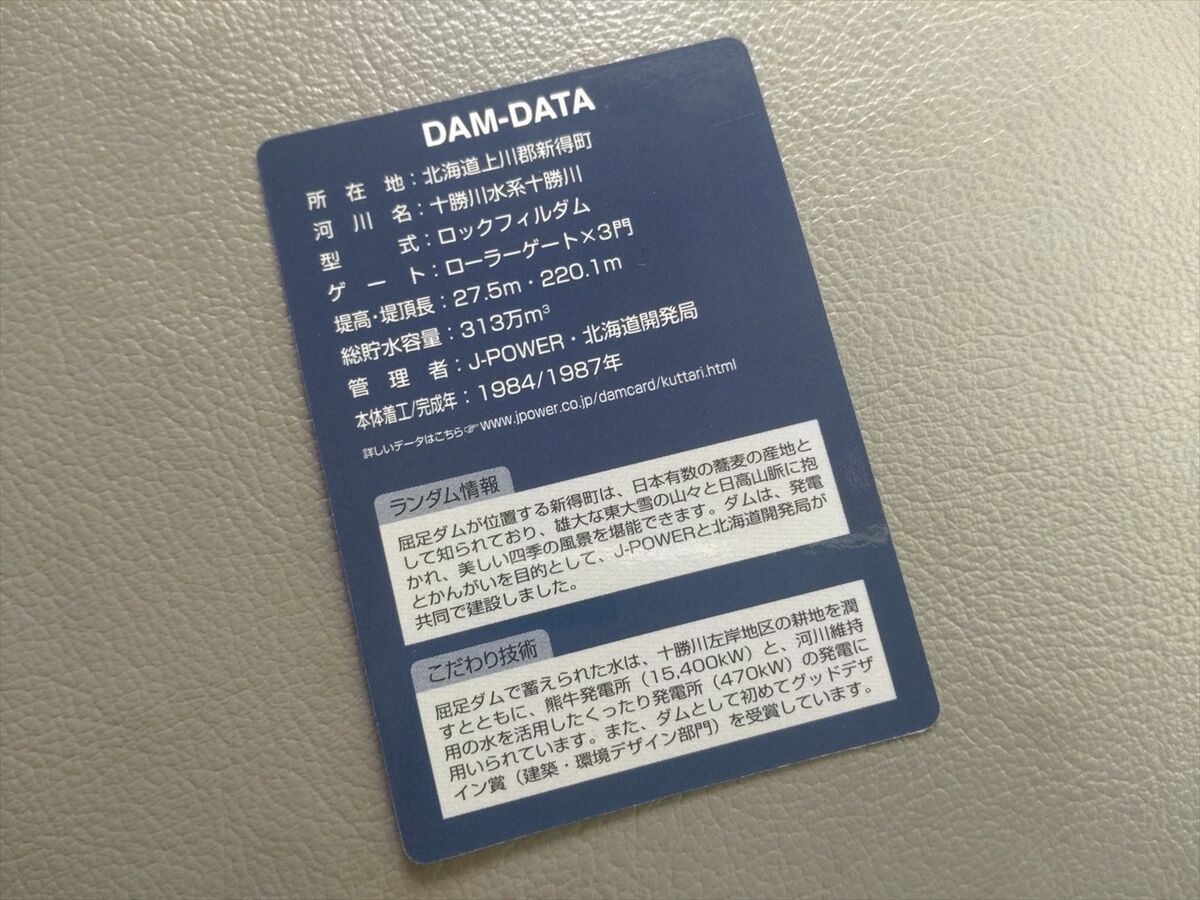 DAM-DATA
所在地：北海道上川郡新得町
河川名：十勝川水系十勝川
型式：ロックフィルダム
ゲート：ローラーゲート×3門
堤高・堤頂長：27.5m・220.1m
総貯水容量：313万m³
管理者：J-POWER・北海道開発局
本体着工/完成年：1984/1987年
詳しいデータはこちら☞www.jpower.co.jp/damcard/kuttari.html
ランダム情報
屈足ダムが位置する新得町は、日本有数の蕎麦の産地と
して知られており、雄大な東大雪の山々と日高山脈に抱
かれ、美しい四季の風景を堪能できます。ダムは、発電
とかんがいを目的として、J-POWERと北海道開発局が
共同で建設しました。
こだわり技術
屈足ダムで蓄えられた水は、十勝川左岸地区の耕地を潤
すとともに、熊牛発電所（15,400kW）と、河川維持
用の水を活用したくったり発電所（470kW）の発電に
用いられています。また、ダムとして初めてグッドデザ
イン賞（建築・環境デザイン部門）を受賞しています。